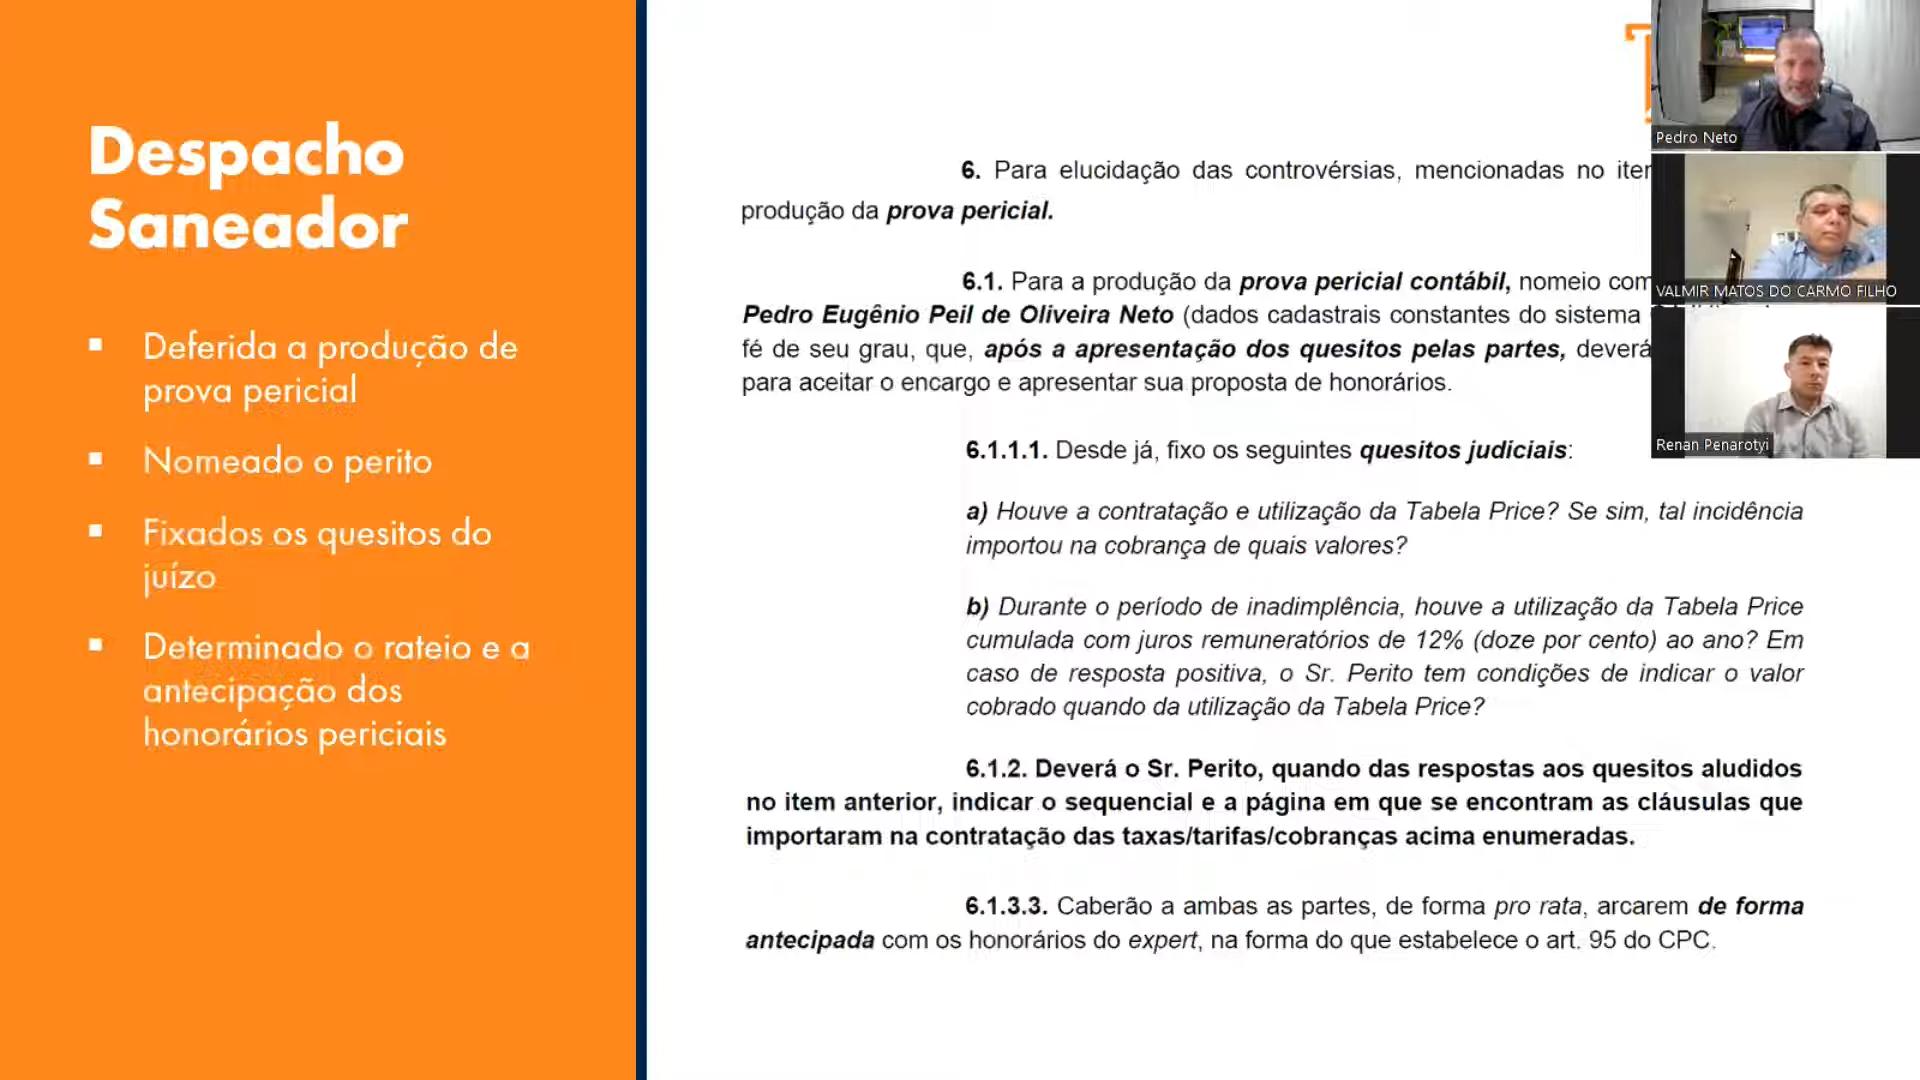 Despacho
Saneador
Deferida a produção de
prova pericial
Nomeado o perito
Fixados os quesitos do
juízo
Determinado o rateio e a
antecipação dos
honorários periciais
6. Para elucidação das controvérsias, mencionadas no
produção da prova pericial.
6.1. Para a produção da prova pericial contábil, nomeio
Pedro Eugênio Peil de Oliveira Neto (dados cadastrais constantes do sistema
fé de seu grau, que, após a apresentação dos quesitos pelas partes, deverá
para aceitar o encargo e apresentar sua proposta de honorários.
6.1.1.1. Desde já, fixo os seguintes quesitos judiciais:
a) Houve a contratação e utilização da Tabela Price? Se sim, tal incidência
importou na cobrança de quais valores?
b) Durante o período de inadimplência, houve a utilização da Tabela Price
cumulada com juros remuneratórios de 12% (doze por cento) ao ano? Em
caso de resposta positiva, o Sr. Perito tem condições de indicar o valor
cobrado quando da utilização da Tabela Price?
6.1.2. Deverá o Sr. Perito, quando das respostas aos quesitos aludidos
no item anterior, indicar o sequencial e a página em que se encontram as cláusulas que
importaram na contratação das taxas/tarifas/cobranças acima enumeradas.
6.1.3.3. Caberão a ambas as partes, de forma pro rata, arcarem de forma
antecipada com os honorários do expert, na forma do que estabelece o art. 95 do CPC.
Pedro Neto
VALMIR MATOS DO CARMO FILHO
Renan Penarotyi